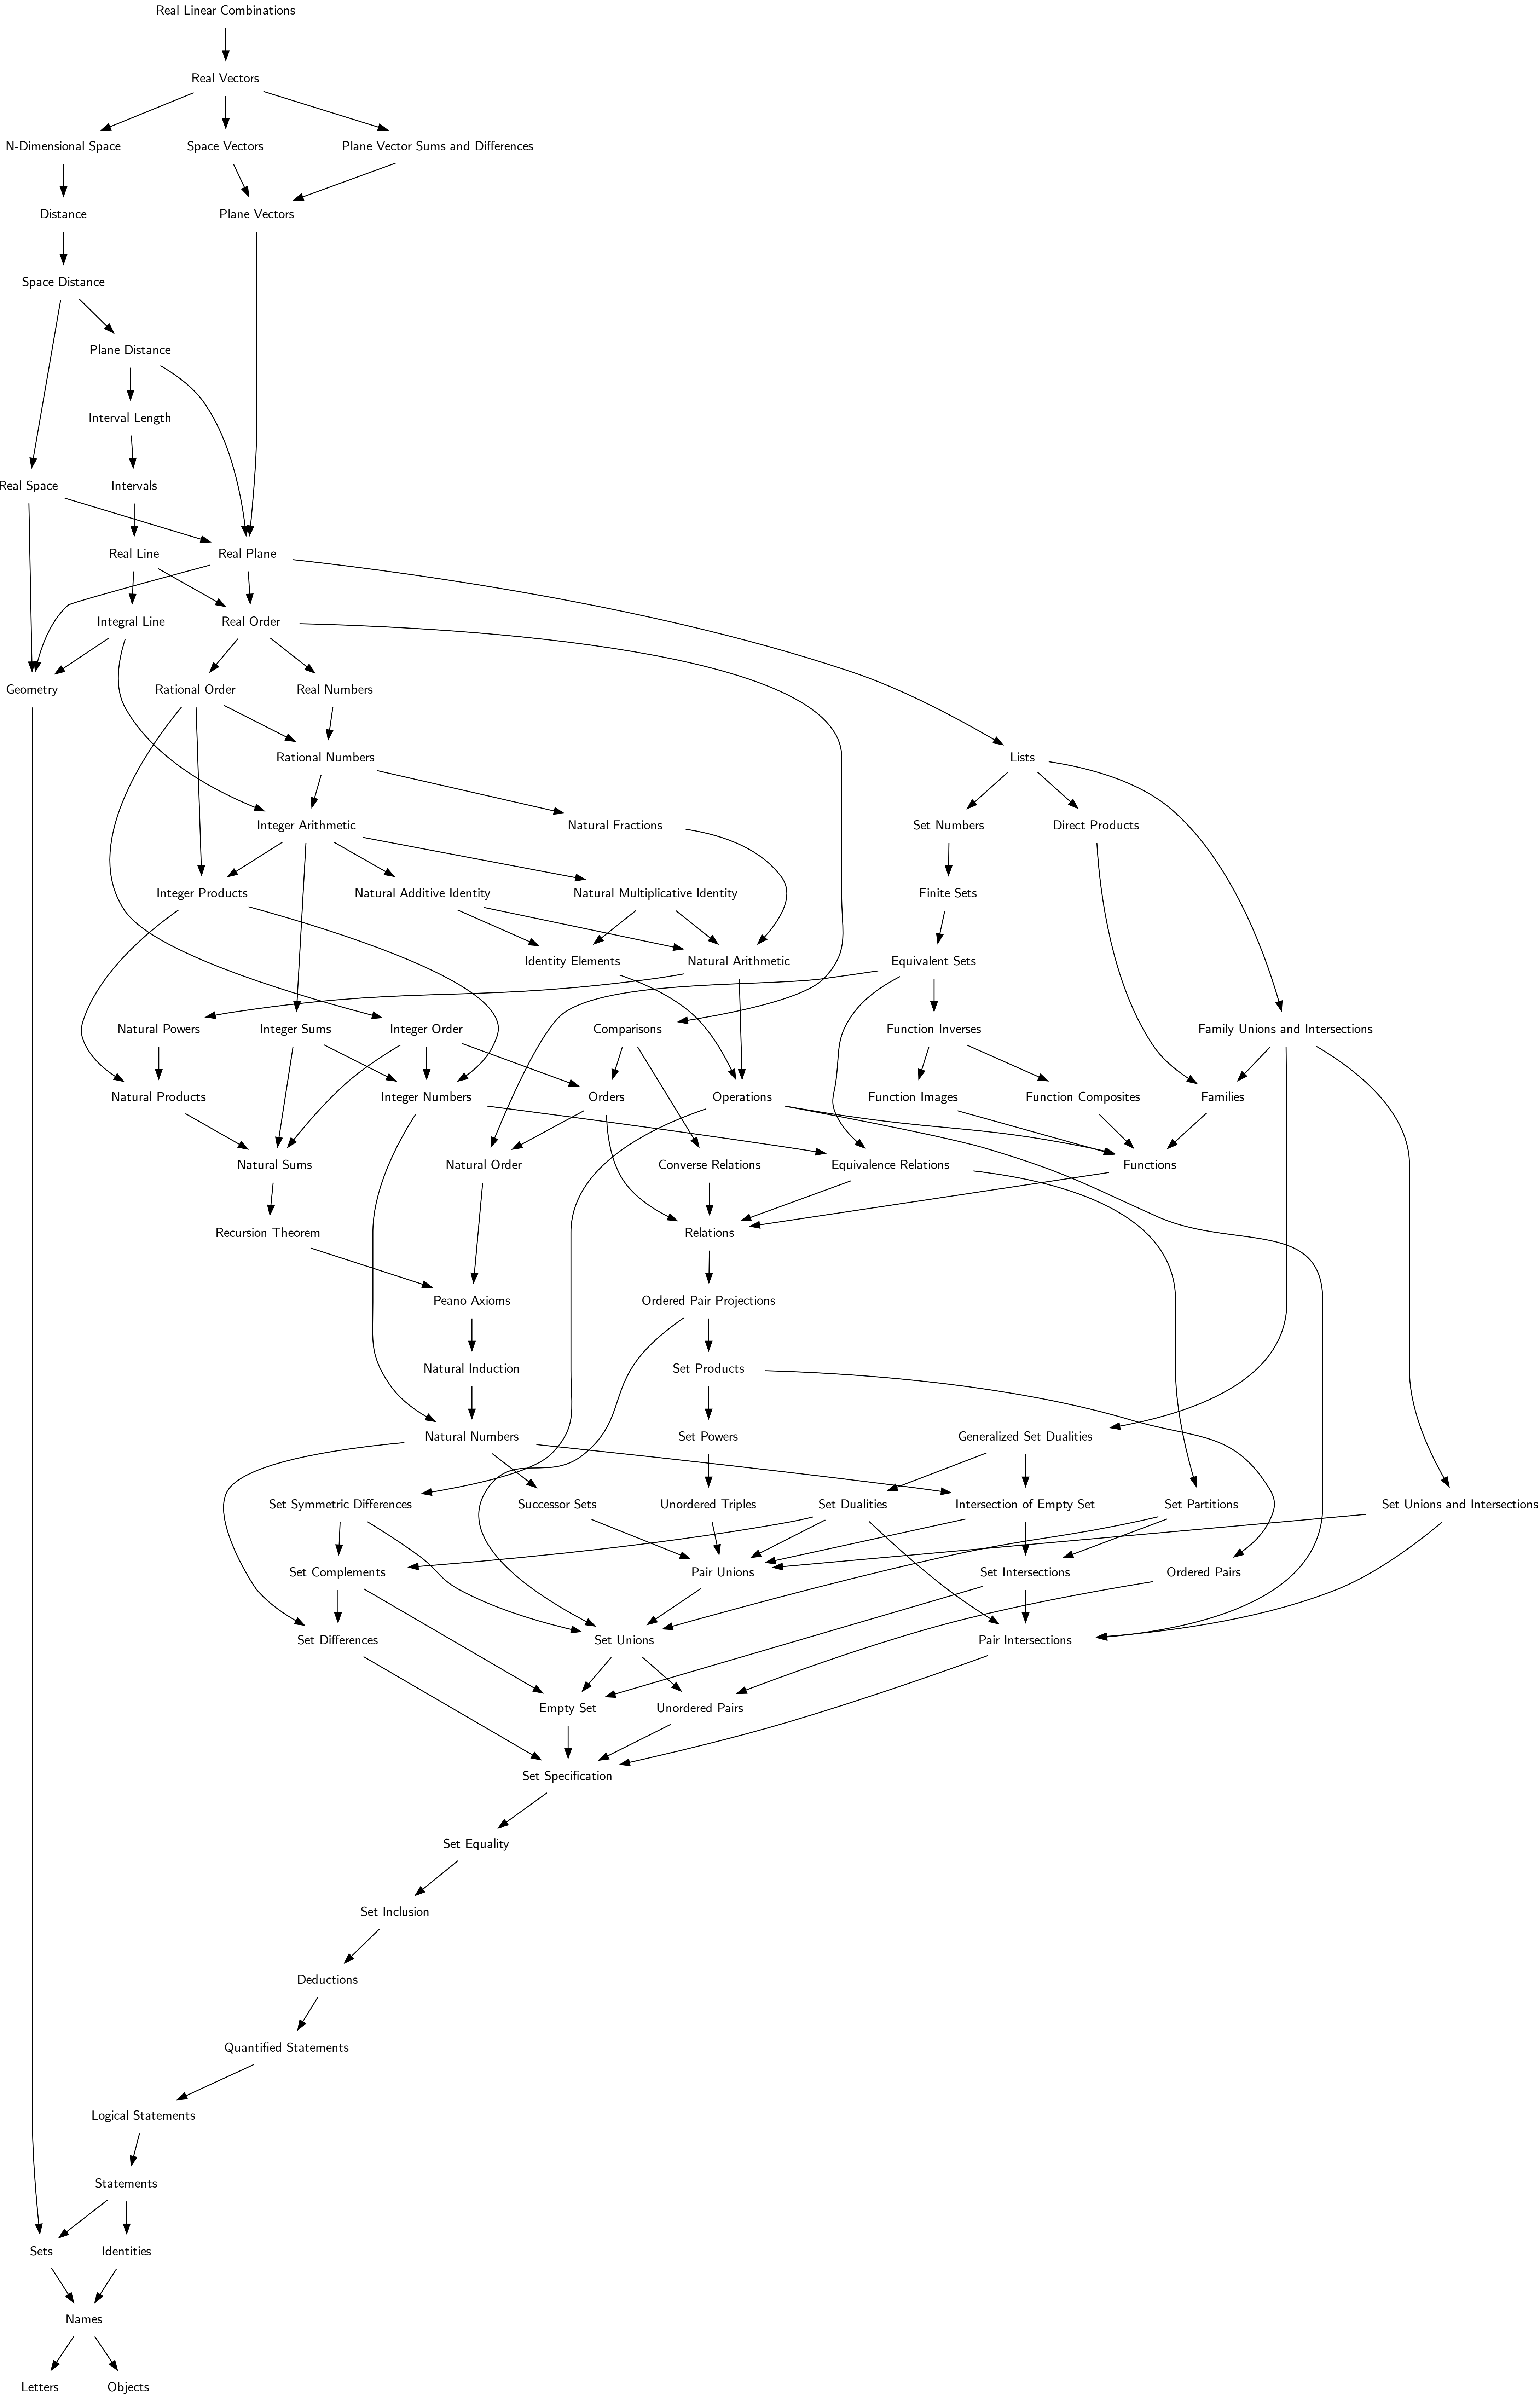 Real Linear Combinations
Real Vectors
N-Dimensional Space
Space Vectors
Plane Vector Sums and Differences
Distance
Plane Vectors
Space Distance
Plane Distance
Interval Length
Real Space
Intervals
Real Line
Real Plane
Integral Line
Real Order
Geometry
Rational Order
Real Numbers
Rational Numbers
Lists
Integer Arithmetic
Natural Fractions
Set Numbers
Direct Products
Integer Products
Natural Additive Identity
Natural Multiplicative Identity
Finite Sets
Identity Elements
Natural Arithmetic
Equivalent Sets
Natural Powers
Integer Sums
Integer Order
Comparisons
Function Inverses
Family Unions and Intersections
Natural Products
Integer Numbers
Orders
Operations
Function Images
Function Composites
Families
Natural Sums
Natural Order
Converse Relations
Equivalence Relations
Functions
Recursion Theorem
Relations
Peano Axioms
Ordered Pair Projections
Natural Induction
Set Products
Natural Numbers
Set Powers
Generalized Set Dualities
Set Symmetric Differences
Successor Sets
Unordered Triples
Set Dualities
Intersection of Empty Set
Set Partitions
Set Unions and Intersections
Set Complements
Pair Unions
Set Intersections
Ordered Pairs
Set Differences
Set Unions
Pair Intersections
Empty Set
Unordered Pairs
Set Specification
Set Equality
Set Inclusion
Deductions
Quantified Statements
Logical Statements
Statements
Sets
Identities
Names
Letters
Objects